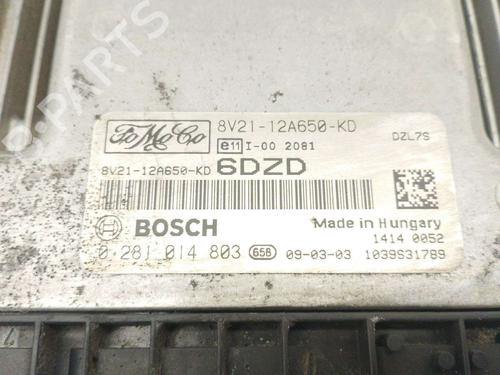 B-PARTS
FoMoCo
8V21-12A650-KD
DZL7S
e11 I-00 2081
8V21-12A650-KD 6DZD
BOSCH
Made in Hungary
1414 0052
0 281 014 803 658 09-03-03 1039S31789